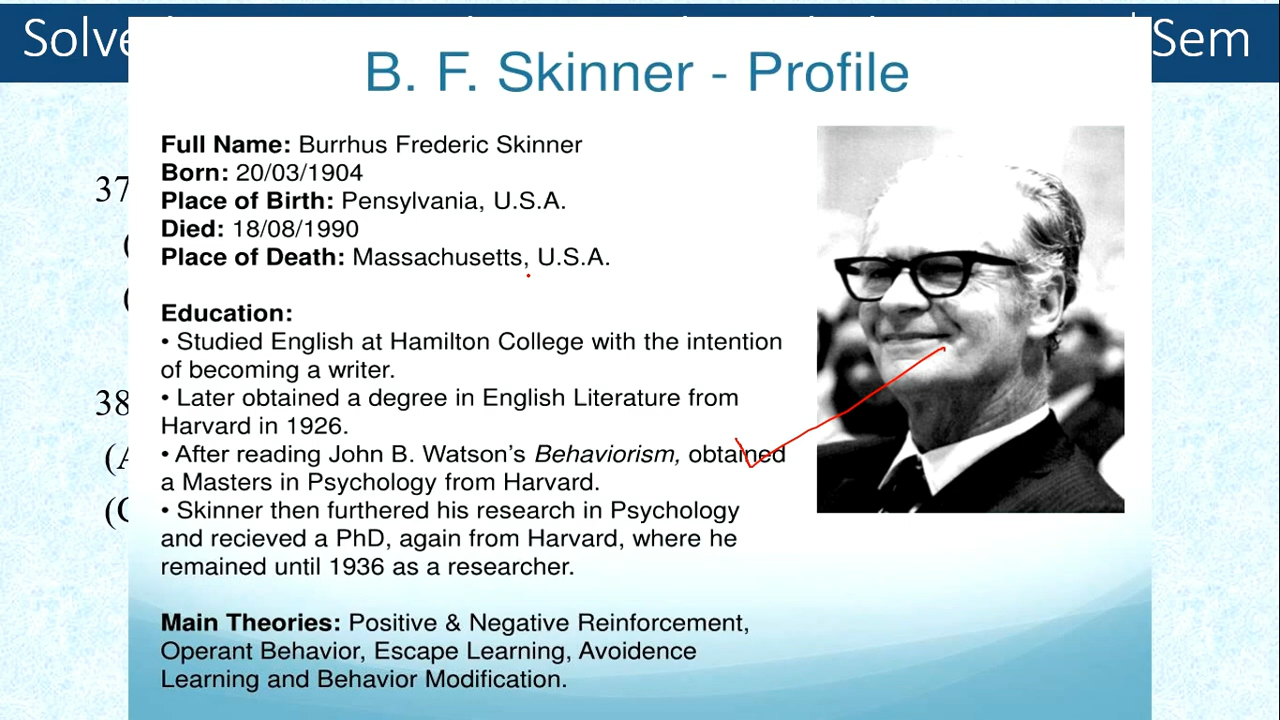 Solve
Sem
B. F. Skinner - Profile
Full Name: Burrhus Frederic Skinner
Born: 20/03/1904
Place of Birth: Pensylvania, U.S.A.
Died: 18/08/1990
Place of Death: Massachusetts, U.S.A.
Education:
• Studied English at Hamilton College with the intention
of becoming a writer.
• Later obtained a degree in English Literature from
Harvard in 1926.
• After reading John B. Watson's Behaviorism, obtained
a Masters in Psychology from Harvard.
• Skinner then furthered his research in Psychology
and recieved a PhD, again from Harvard, where he
remained until 1936 as a researcher.
Main Theories: Positive & Negative Reinforcement,
Operant Behavior, Escape Learning, Avoidence
Learning and Behavior Modification.
37
38
(A
(C